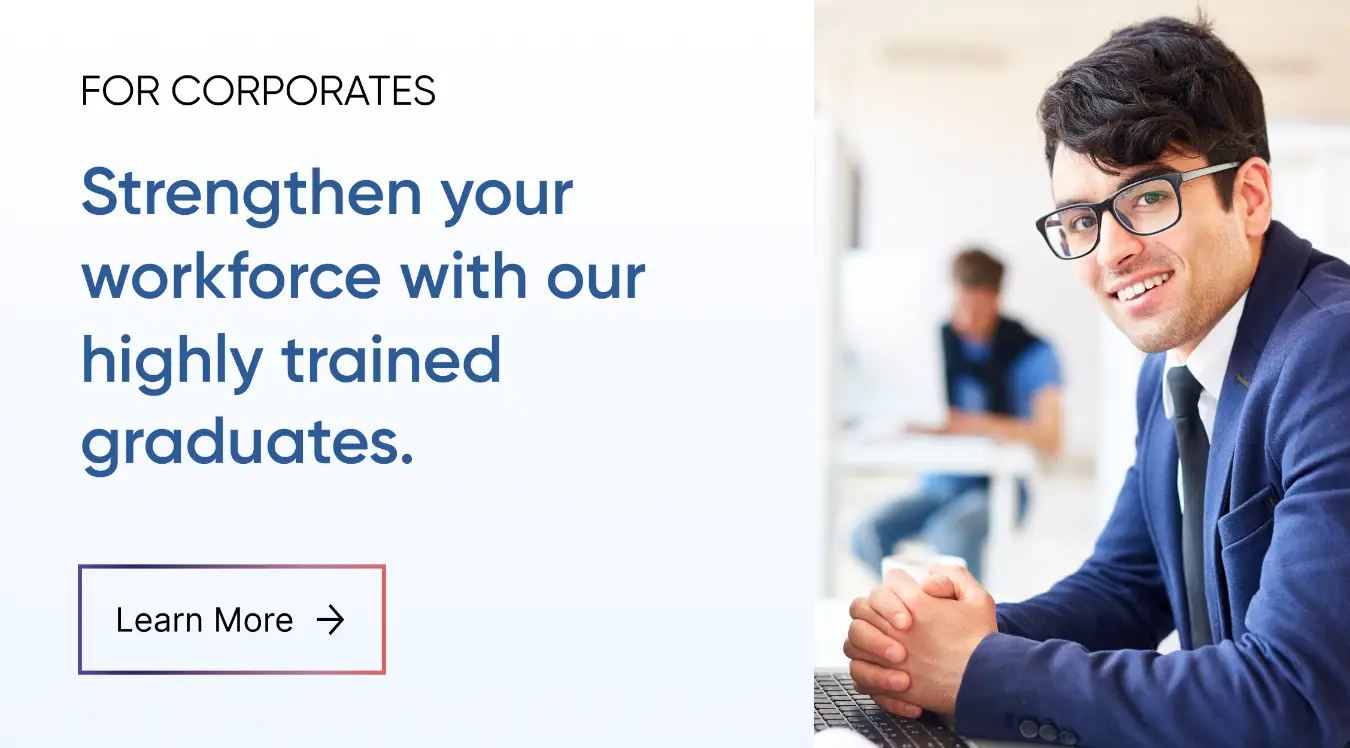 FOR CORPORATES
Strengthen your
workforce with our
highly trained
graduates.
Learn More →